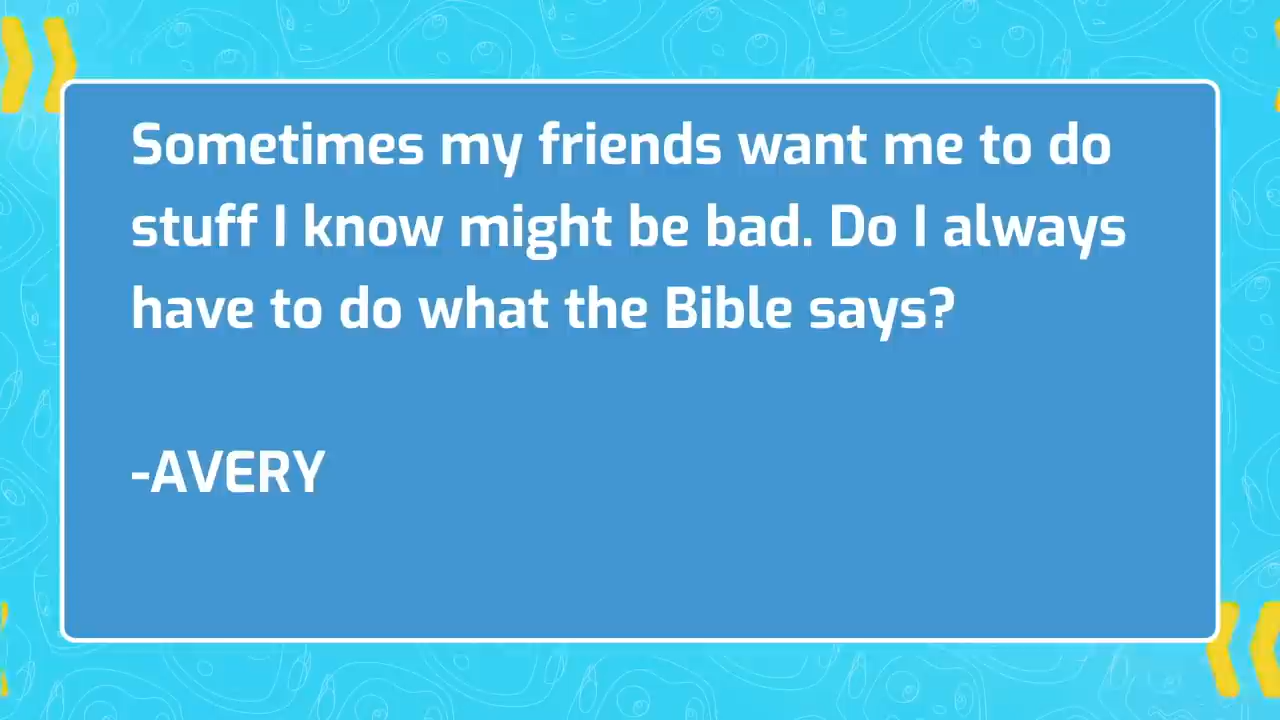 Sometimes my friends want me to do
stuff I know might be bad. Do I always
have to do what the Bible says?
-AVERY